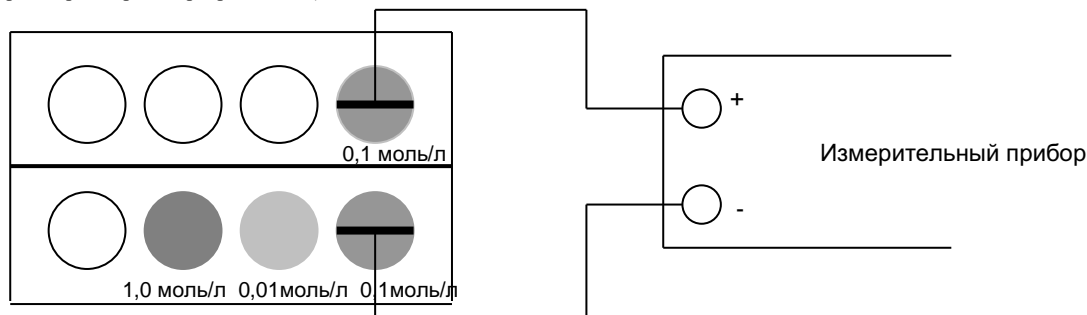 +
0,1 моль/л
Измерительный прибор
-
1,0 моль/л 0,01моль/л 0,1моль/л